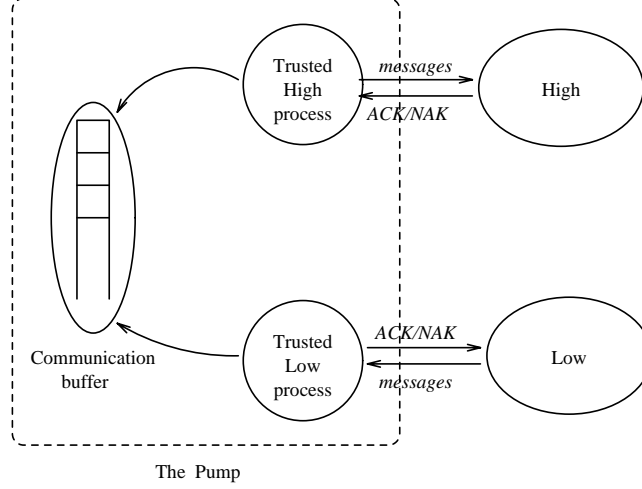 Trusted
High
process
messages
ACK/NAK
High
Communication
buffer
Trusted
Low
process
ACK/NAK
messages
Low
The Pump